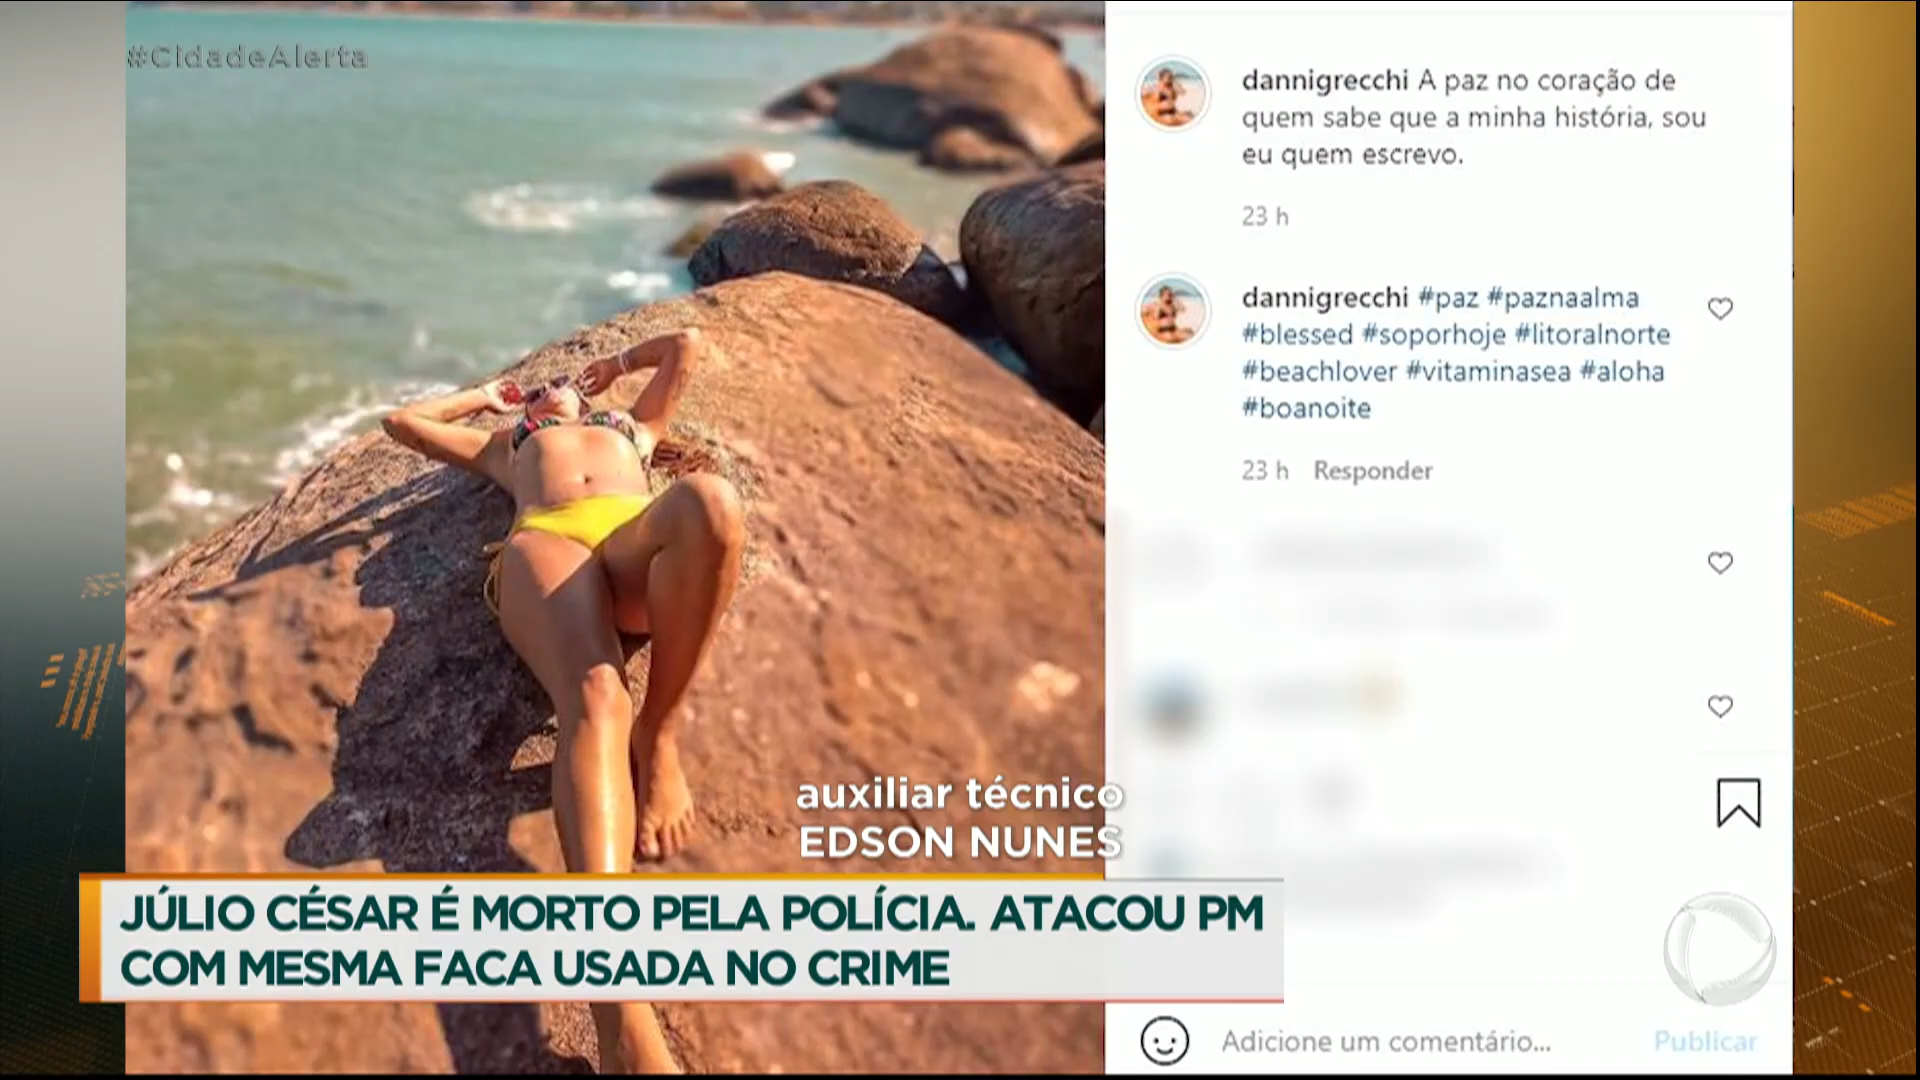 #CidadeAlerta
dannigrecchi A paz no coração de
quem sabe que a minha história, sou
eu quem escrevo.
23 h
dannigrecchi #paz #paznaalma
#blessed #soporhoje #litoralnorte
#beachlover #vitaminasea #aloha
#boanoite
23 h Responder
auxiliar técnico
EDSON NUNES
JÚLIO CÉSAR É MORTO PELA POLÍCIA. ATACOU PM
COM MESMA FACA USADA NO CRIME
Adicione um comentário... Publicar